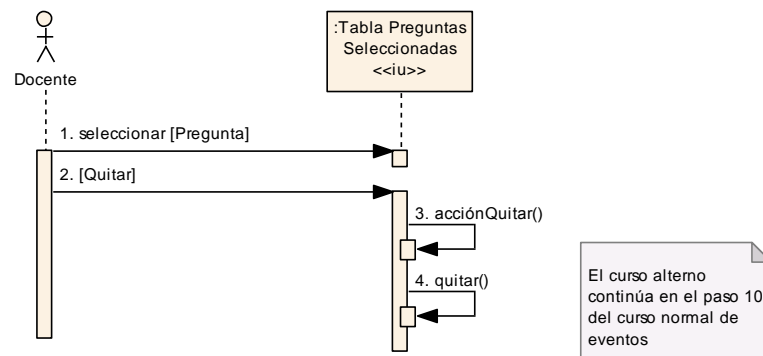 :Tabla Preguntas
Seleccionadas
<<iu>>
Docente
1. seleccionar [Pregunta]
2. [Quitar]
3. acciónQuitar()
4. quitar()
El curso alterno
continúa en el paso 10
del curso normal de
eventos